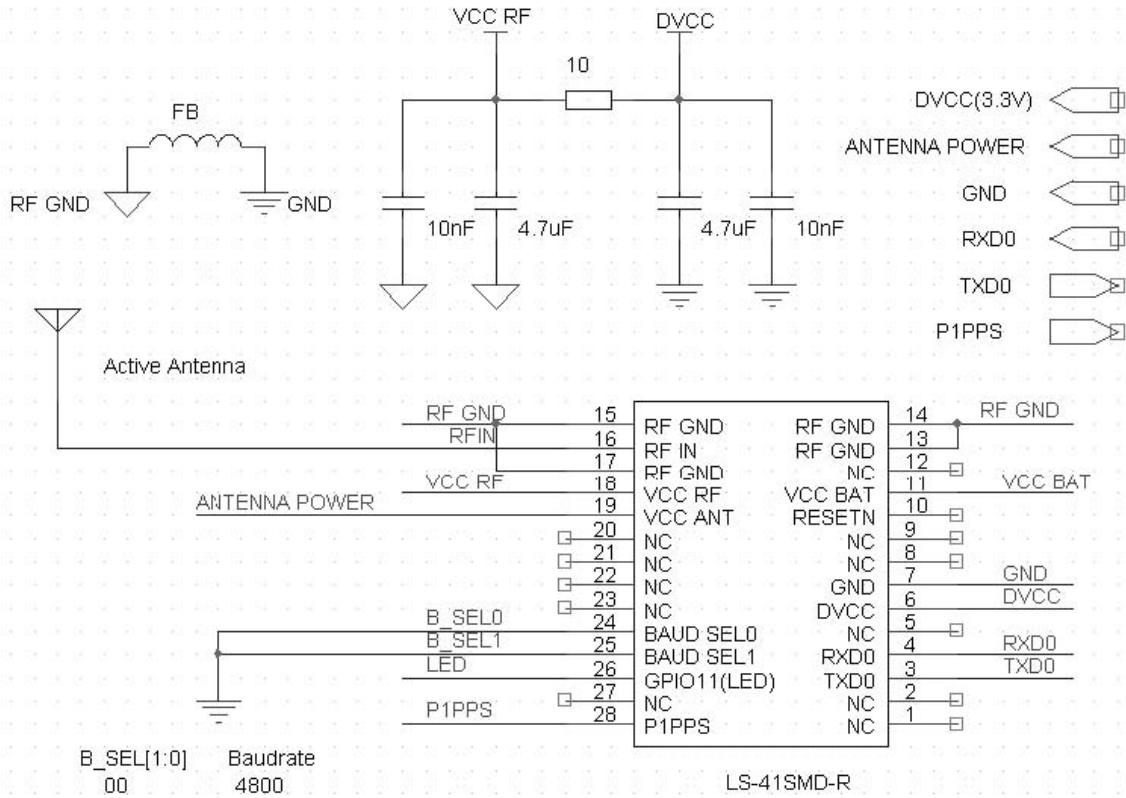 VCC RF
DVCC
10
FB
DVCC(3.3V)
ANTENNA POWER
RF GND
GND
10nF
4.7uF
4.7uF
10nF
GND
RXD0
TXD0
P1PPS
Active Antenna
RF GND 15 RF GND RF GND 14 RF GND
RFIN 16 RF IN RF GND 13
17 RF GND NC 12
VCC RF 18 VCC RF VCC BAT 11 VCC BAT
ANTENNA POWER 19 VCC ANT RESETN 10
20 NC NC 9
21 NC NC 8
22 NC GND 7 GND
23 NC DVCC 6 DVCC
B_SEL0 24 BAUD SEL0 NC 5
B_SEL1 25 BAUD SEL1 RXD0 4 RXD0
LED 26 GPIO11(LED) TXD0 3 TXD0
27 NC NC 2
P1PPS 28 P1PPS NC 1
B_SEL[1:0] Baudrate
00 4800
LS-41SMD-R